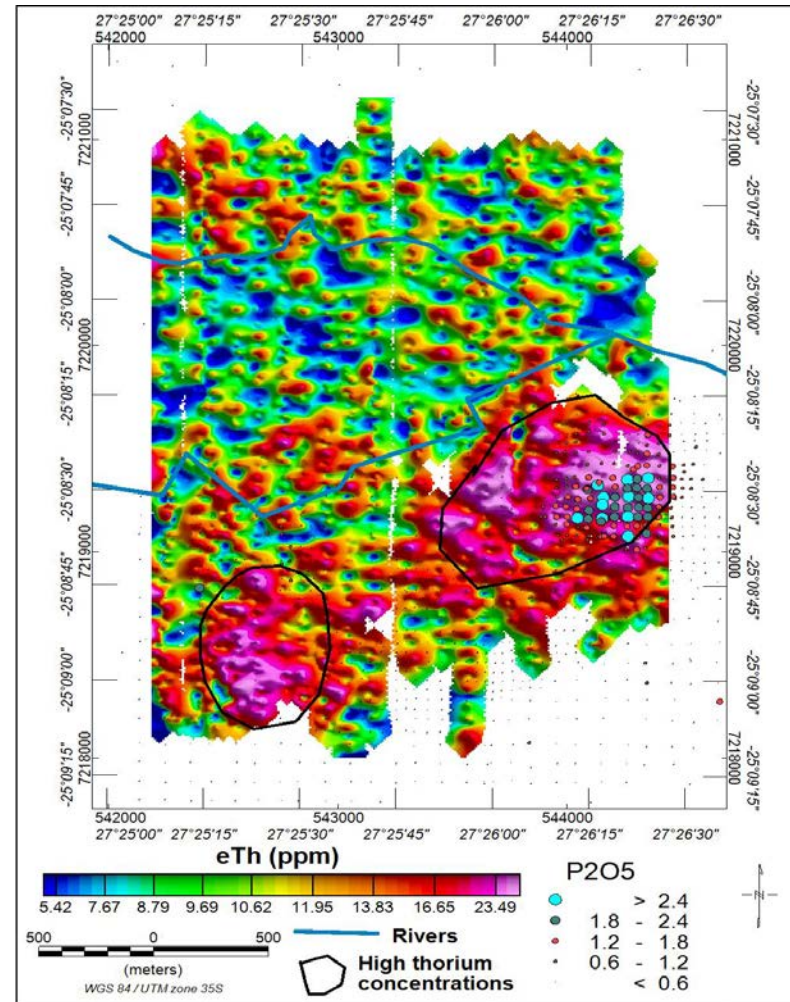 27°25'00" 27°25'15" 27°25'30" 27°25'45" 27°26'00" 27°26'15" 27°26'30"
542000 543000 544000
-25°07'30" 7221000 -25°07'45" -25°08'00" 7220000 -25°08'15" -25°08'30" 7219000 -25°08'45" -25°09'00" 7218000 -25°09'15"
-25°07'30" 7221000 -25°07'45" -25°08'00" 7220000 -25°08'15" -25°08'30" 7219000 -25°08'45" -25°09'00" 7218000 -25°09'15"
542000 543000 544000
27°25'00" 27°25'15" 27°25'30" 27°25'45" 27°26'00" 27°26'15" 27°26'30"
eTh (ppm)
5.42 7.67 8.79 9.69 10.62 11.95 13.83 16.65 23.49
500 0 500
(meters)
WGS 84 / UTM zone 35S
Rivers
High thorium
concentrations
P2O5
> 2.4
1.8 - 2.4
1.2 - 1.8
0.6 - 1.2
< 0.6
N